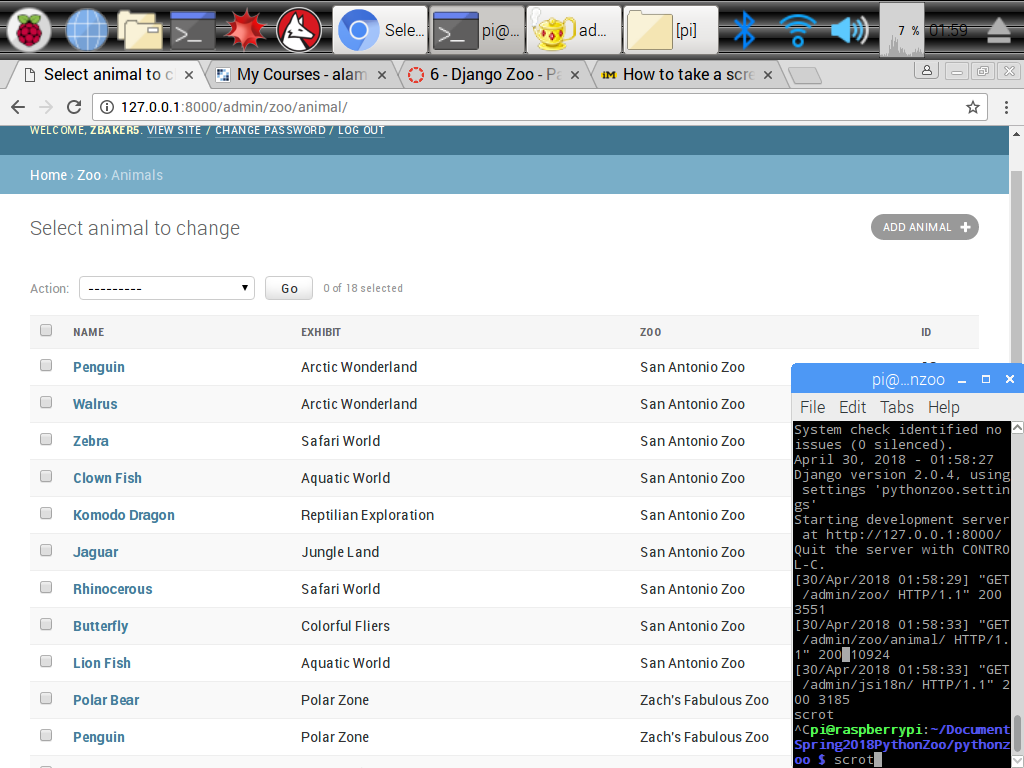 Sele... pi@... ad... [pi] 7 % 01:59
Select animal to c My Courses - alam 6 - Django Zoo - Pa How to take a scre
127.0.0.1:8000/admin/zoo/animal/
WELCOME, ZBAKER5. VIEW SITE / CHANGE PASSWORD / LOG OUT
Home › Zoo › Animals
Select animal to change
ADD ANIMAL +
Action: --------- Go 0 of 18 selected
NAME EXHIBIT ZOO ID
Penguin Arctic Wonderland San Antonio Zoo
Walrus Arctic Wonderland San Antonio Zoo
Zebra Safari World San Antonio Zoo
Clown Fish Aquatic World San Antonio Zoo
Komodo Dragon Reptilian Exploration San Antonio Zoo
Jaguar Jungle Land San Antonio Zoo
Rhinocerous Safari World San Antonio Zoo
Butterfly Colorful Fliers San Antonio Zoo
Lion Fish Aquatic World San Antonio Zoo
Polar Bear Polar Zone Zach's Fabulous Zoo
Penguin Polar Zone Zach's Fabulous Zoo
pi@...nzoo
File Edit Tabs Help
System check identified no
issues (0 silenced).
April 30, 2018 - 01:58:27
Django version 2.0.4, using
settings 'pythonzoo.settin
gs'
Starting development server
at http://127.0.0.1:8000/
Quit the server with CONTRO
L-C.
[30/Apr/2018 01:58:29] "GET
/admin/zoo/ HTTP/1.1" 200
3551
[30/Apr/2018 01:58:33] "GET
/admin/zoo/animal/ HTTP/1.
1" 200 10924
[30/Apr/2018 01:58:33] "GET
/admin/jsi18n/ HTTP/1.1" 2
00 3185
scrot
^Cpi@raspberrypi:~/Document
Spring2018PythonZoo/pythonz
oo $ scrot